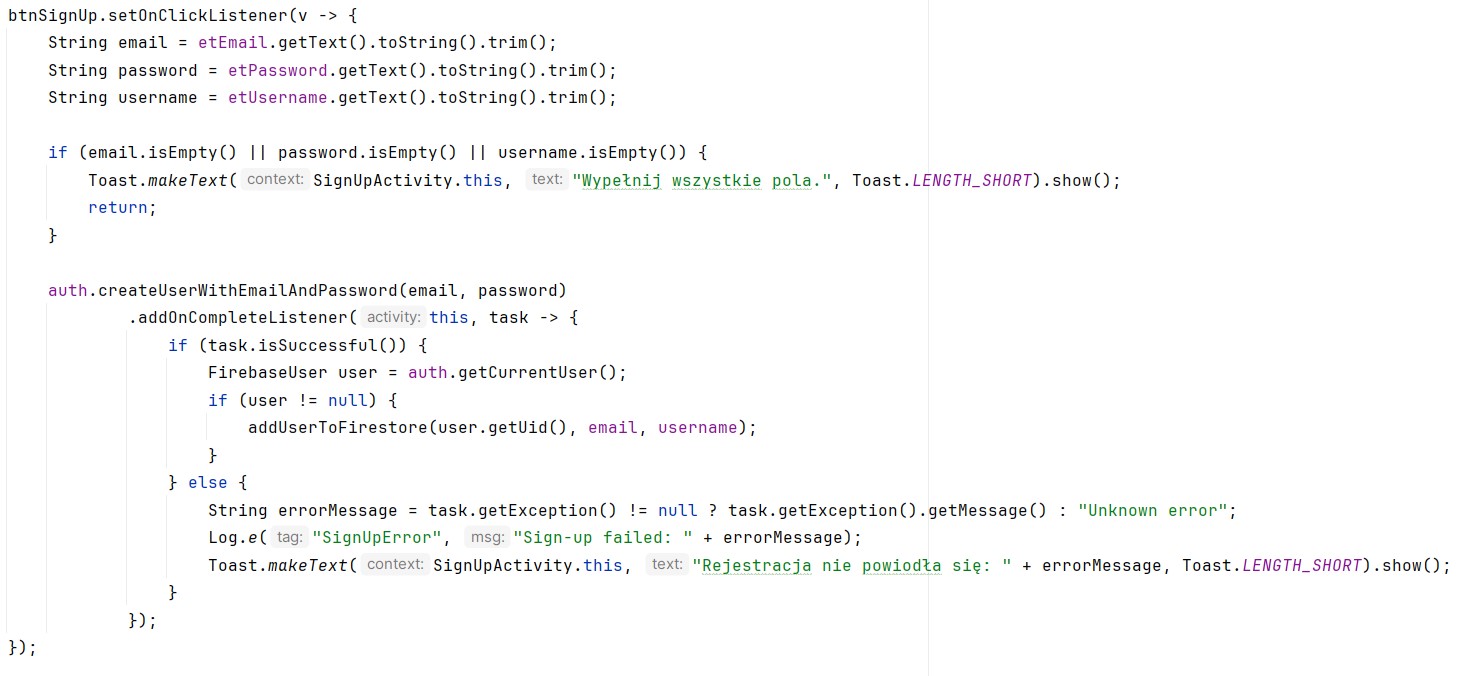 btnSignUp.setOnClickListener(v -> {
    String email = etEmail.getText().toString().trim();
    String password = etPassword.getText().toString().trim();
    String username = etUsername.getText().toString().trim();

    if (email.isEmpty() || password.isEmpty() || username.isEmpty()) {
        Toast.makeText( context: SignUpActivity.this, text: "Wypełnij wszystkie pola.", Toast.LENGTH_SHORT).show();
        return;
    }

    auth.createUserWithEmailAndPassword(email, password)
            .addOnCompleteListener( activity: this, task -> {
                if (task.isSuccessful()) {
                    FirebaseUser user = auth.getCurrentUser();
                    if (user != null) {
                        addUserToFirestore(user.getUid(), email, username);
                    }
                } else {
                    String errorMessage = task.getException() != null ? task.getException().getMessage() : "Unknown error";
                    Log.e( tag: "SignUpError", msg: "Sign-up failed: " + errorMessage);
                    Toast.makeText( context: SignUpActivity.this, text: "Rejestracja nie powiodła się: " + errorMessage, Toast.LENGTH_SHORT).show();
                }
            });
});